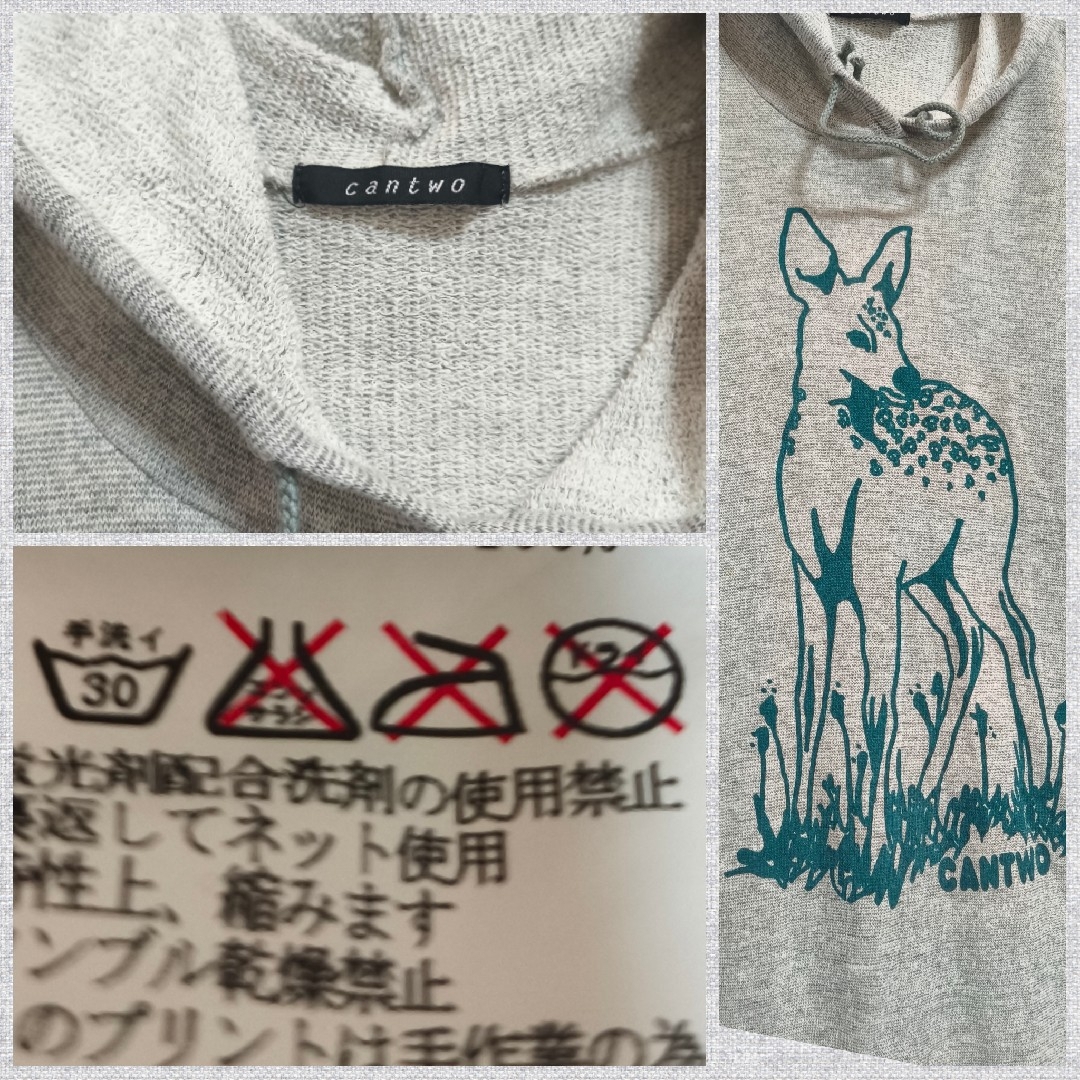 cantwo
CANTWO
手洗イ
30
ドライ
光剤配合洗剤の使用禁止
返してネット使用
性上、縮みます
ンブル乾燥禁止
のプリントは手作業の為